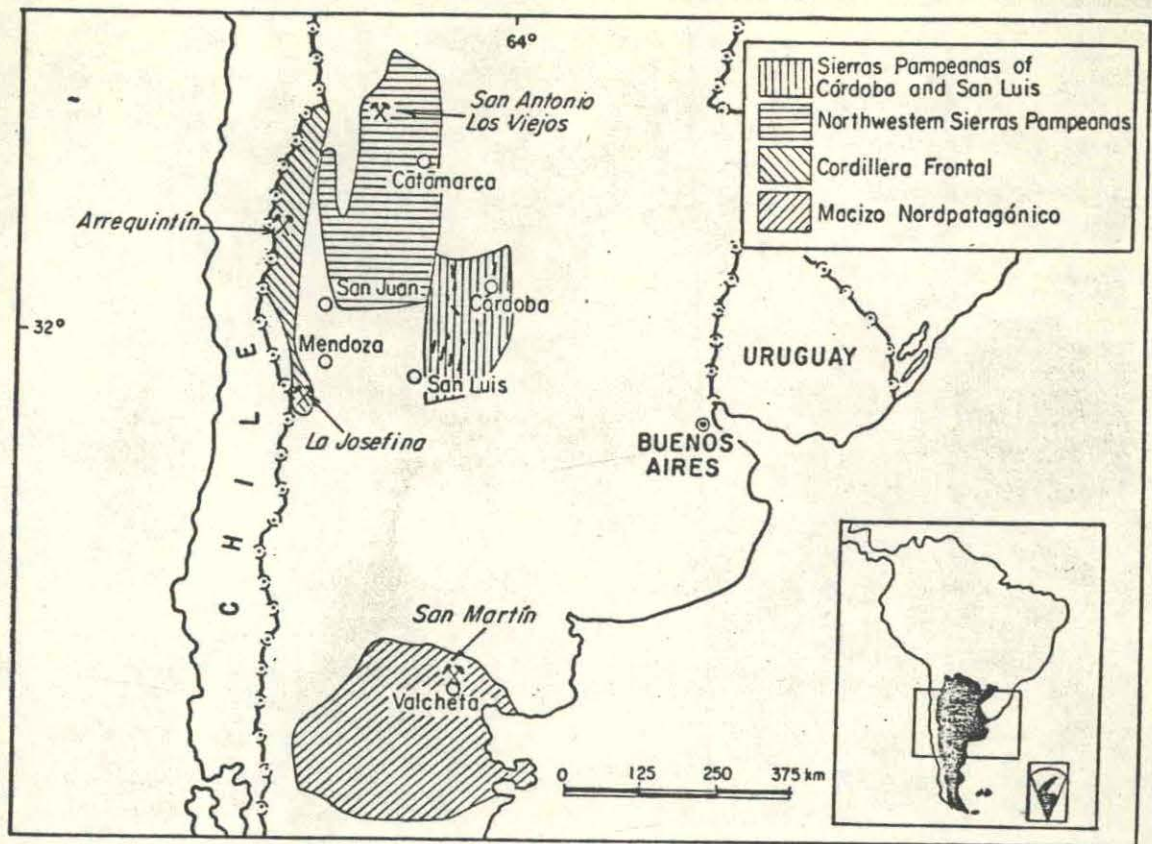 64°
Sierras Pampeanas of
Córdoba and San Luis
Northwestern Sierras Pampeanas
Cordillera Frontal
Macizo Nordpatagónico
San Antonio
Los Viejos
Catamarca
Arrequintín
San Juan
Córdoba
32°
Mendoza
San Luis
La Josefina
CHILE
URUGUAY
BUENOS
AIRES
San Martín
Valcheta
0 125 250 375 km